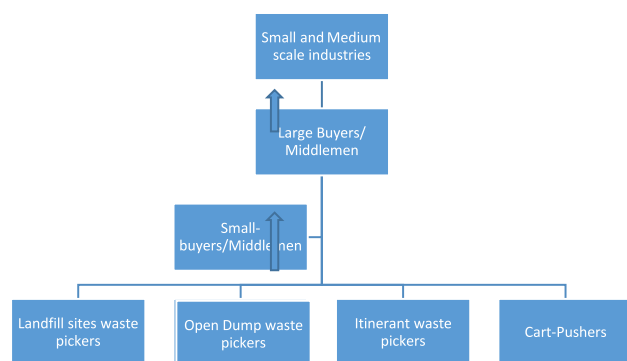 Small and Medium
scale industries
Large Buyers/
Middlemen
Small-
buyers/Middlemen
Landfill sites waste
pickers
Open Dump waste
pickers
Itinerant waste
pickers
Cart-Pushers